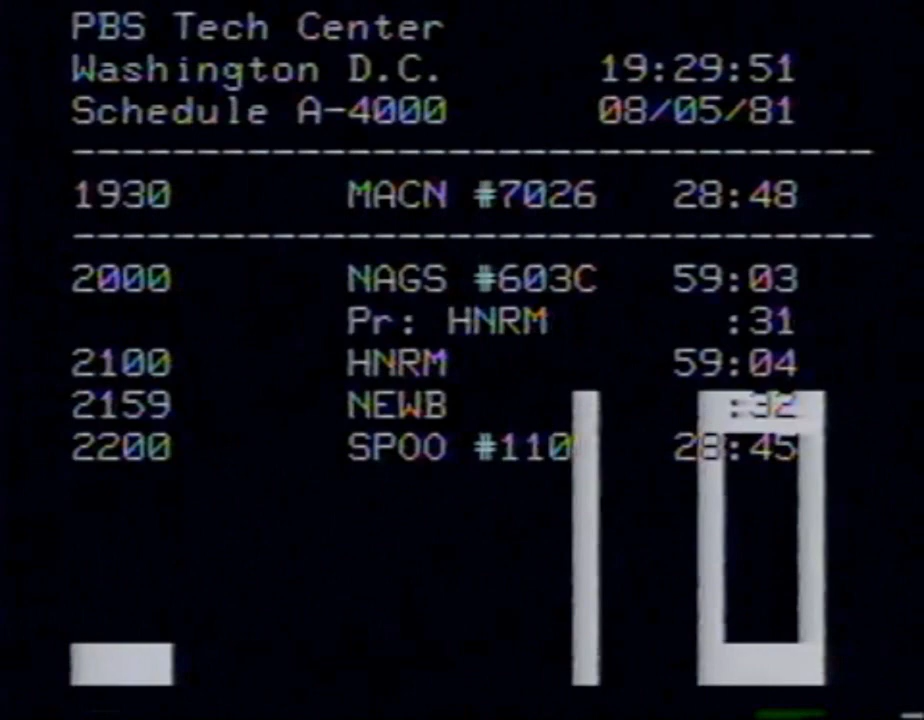 PBS Tech Center
Washington D.C. 19:29:51
Schedule A-4000 08/05/81
--------------------------------
1930 MACN #7026 28:48
--------------------------------
2000 NAGS #603C 59:03
Pr: HNRM :31
2100 HNRM 59:04
2159 NEWB :32
2200 SPOO #110 28:45
.10